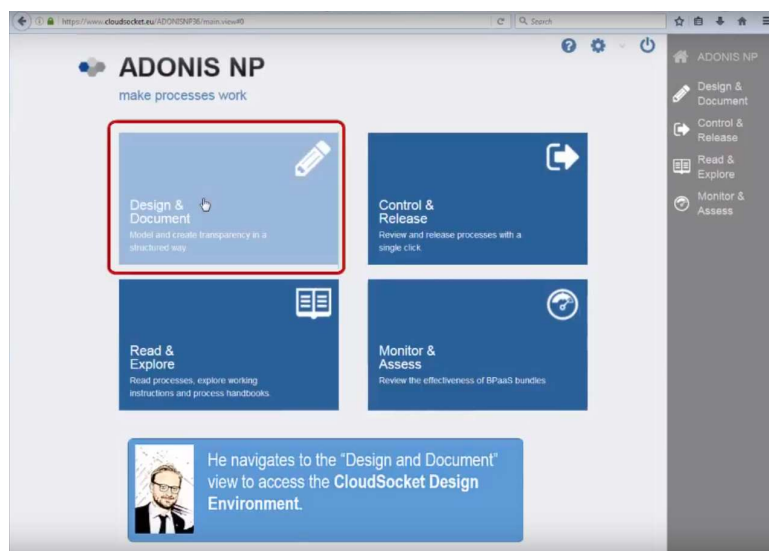 https://www.cloudsocket.eu/ADONISNP36/main.view#0
Search
ADONIS NP
make processes work
Design &
Document
Model and create transparency in a
structured way
Control &
Release
Review and release processes with a
single click
Read &
Explore
Read processes, explore working
instructions and process handbooks.
Monitor &
Assess
Review the effectiveness of BPaaS bundles
He navigates to the “Design and Document”
view to access the CloudSocket Design
Environment.
ADONIS NP
Design &
Document
Control &
Release
Read &
Explore
Monitor &
Assess